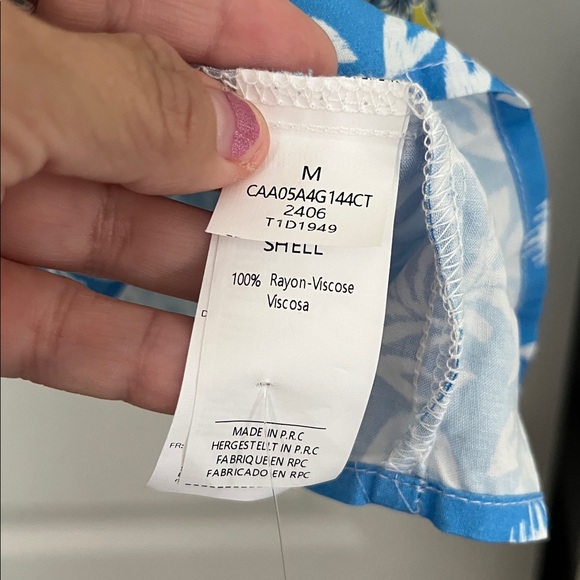 M
CAA05A4G144CT
2406
T1D1949
SHELL
100% Rayon-Viscose
Viscosa
MADE IN P.R.C
HERGESTELLT IN P.R.C
FABRIQUE EN RPC
FABRICADO EN RPC